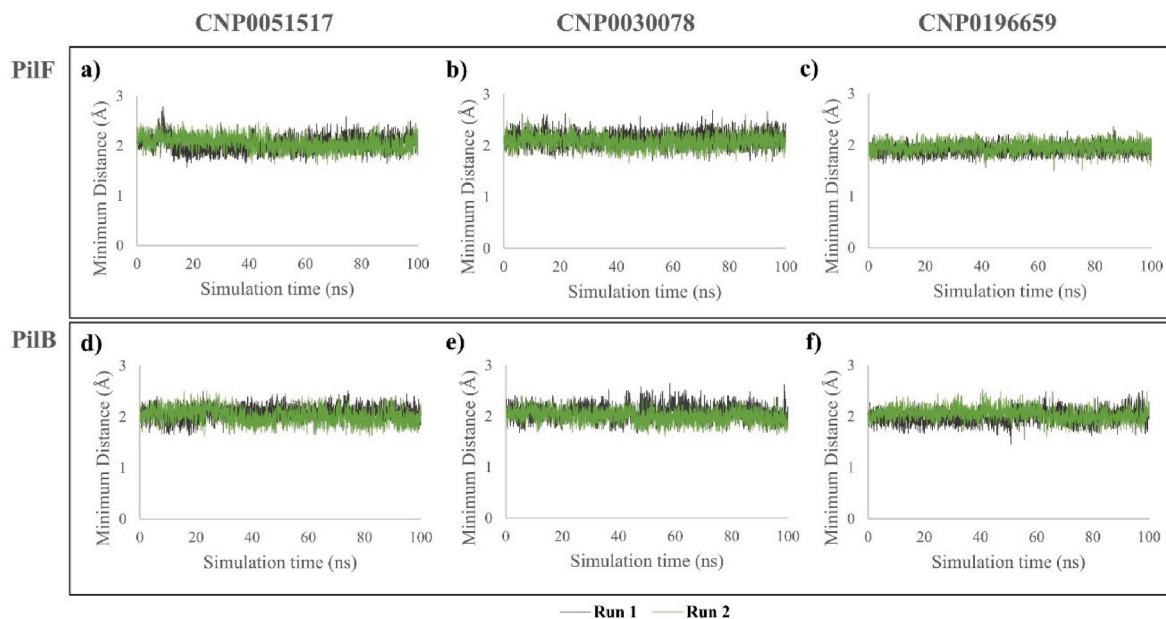 CNP0051517 CNP0030078 CNP0196659
PilF
a) b) c)
Minimum Distance (Å) Minimum Distance (Å) Minimum Distance (Å)
3 3 3
2 2 2
1 1 1
0 0 0
0 20 40 60 80 100 0 20 40 60 80 100 0 20 40 60 80 100
Simulation time (ns) Simulation time (ns) Simulation time (ns)
PilB
d) e) f)
Minimum Distance (Å) Minimum Distance (Å) Minimum Distance (Å)
3 3 3
2 2 2
1 1 1
0 0 0
0 20 40 60 80 100 0 20 40 60 80 100 0 20 40 60 80 100
Simulation time (ns) Simulation time (ns) Simulation time (ns)
Run 1 Run 2